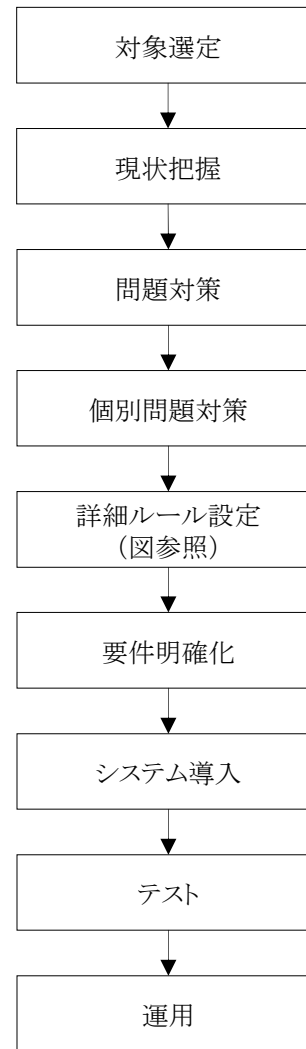 対象選定
現状把握
問題対策
個別問題対策
詳細ルール設定
（図参照）
要件明確化
システム導入
テスト
運用